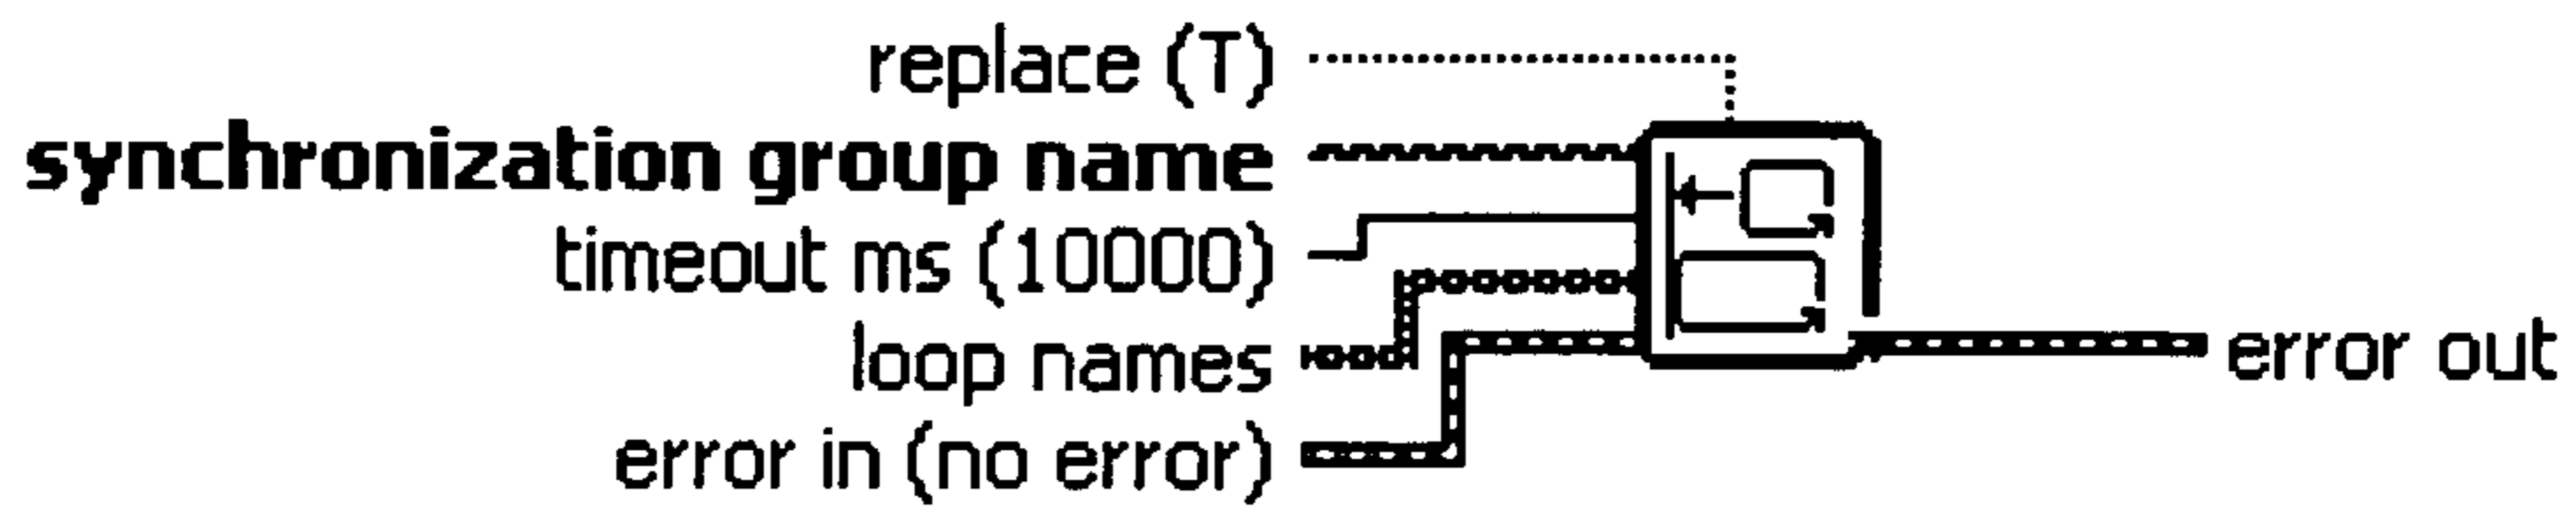 replace (T)
synchronization group name
timeout ms (10000)
loop names
error out
error in (no error)